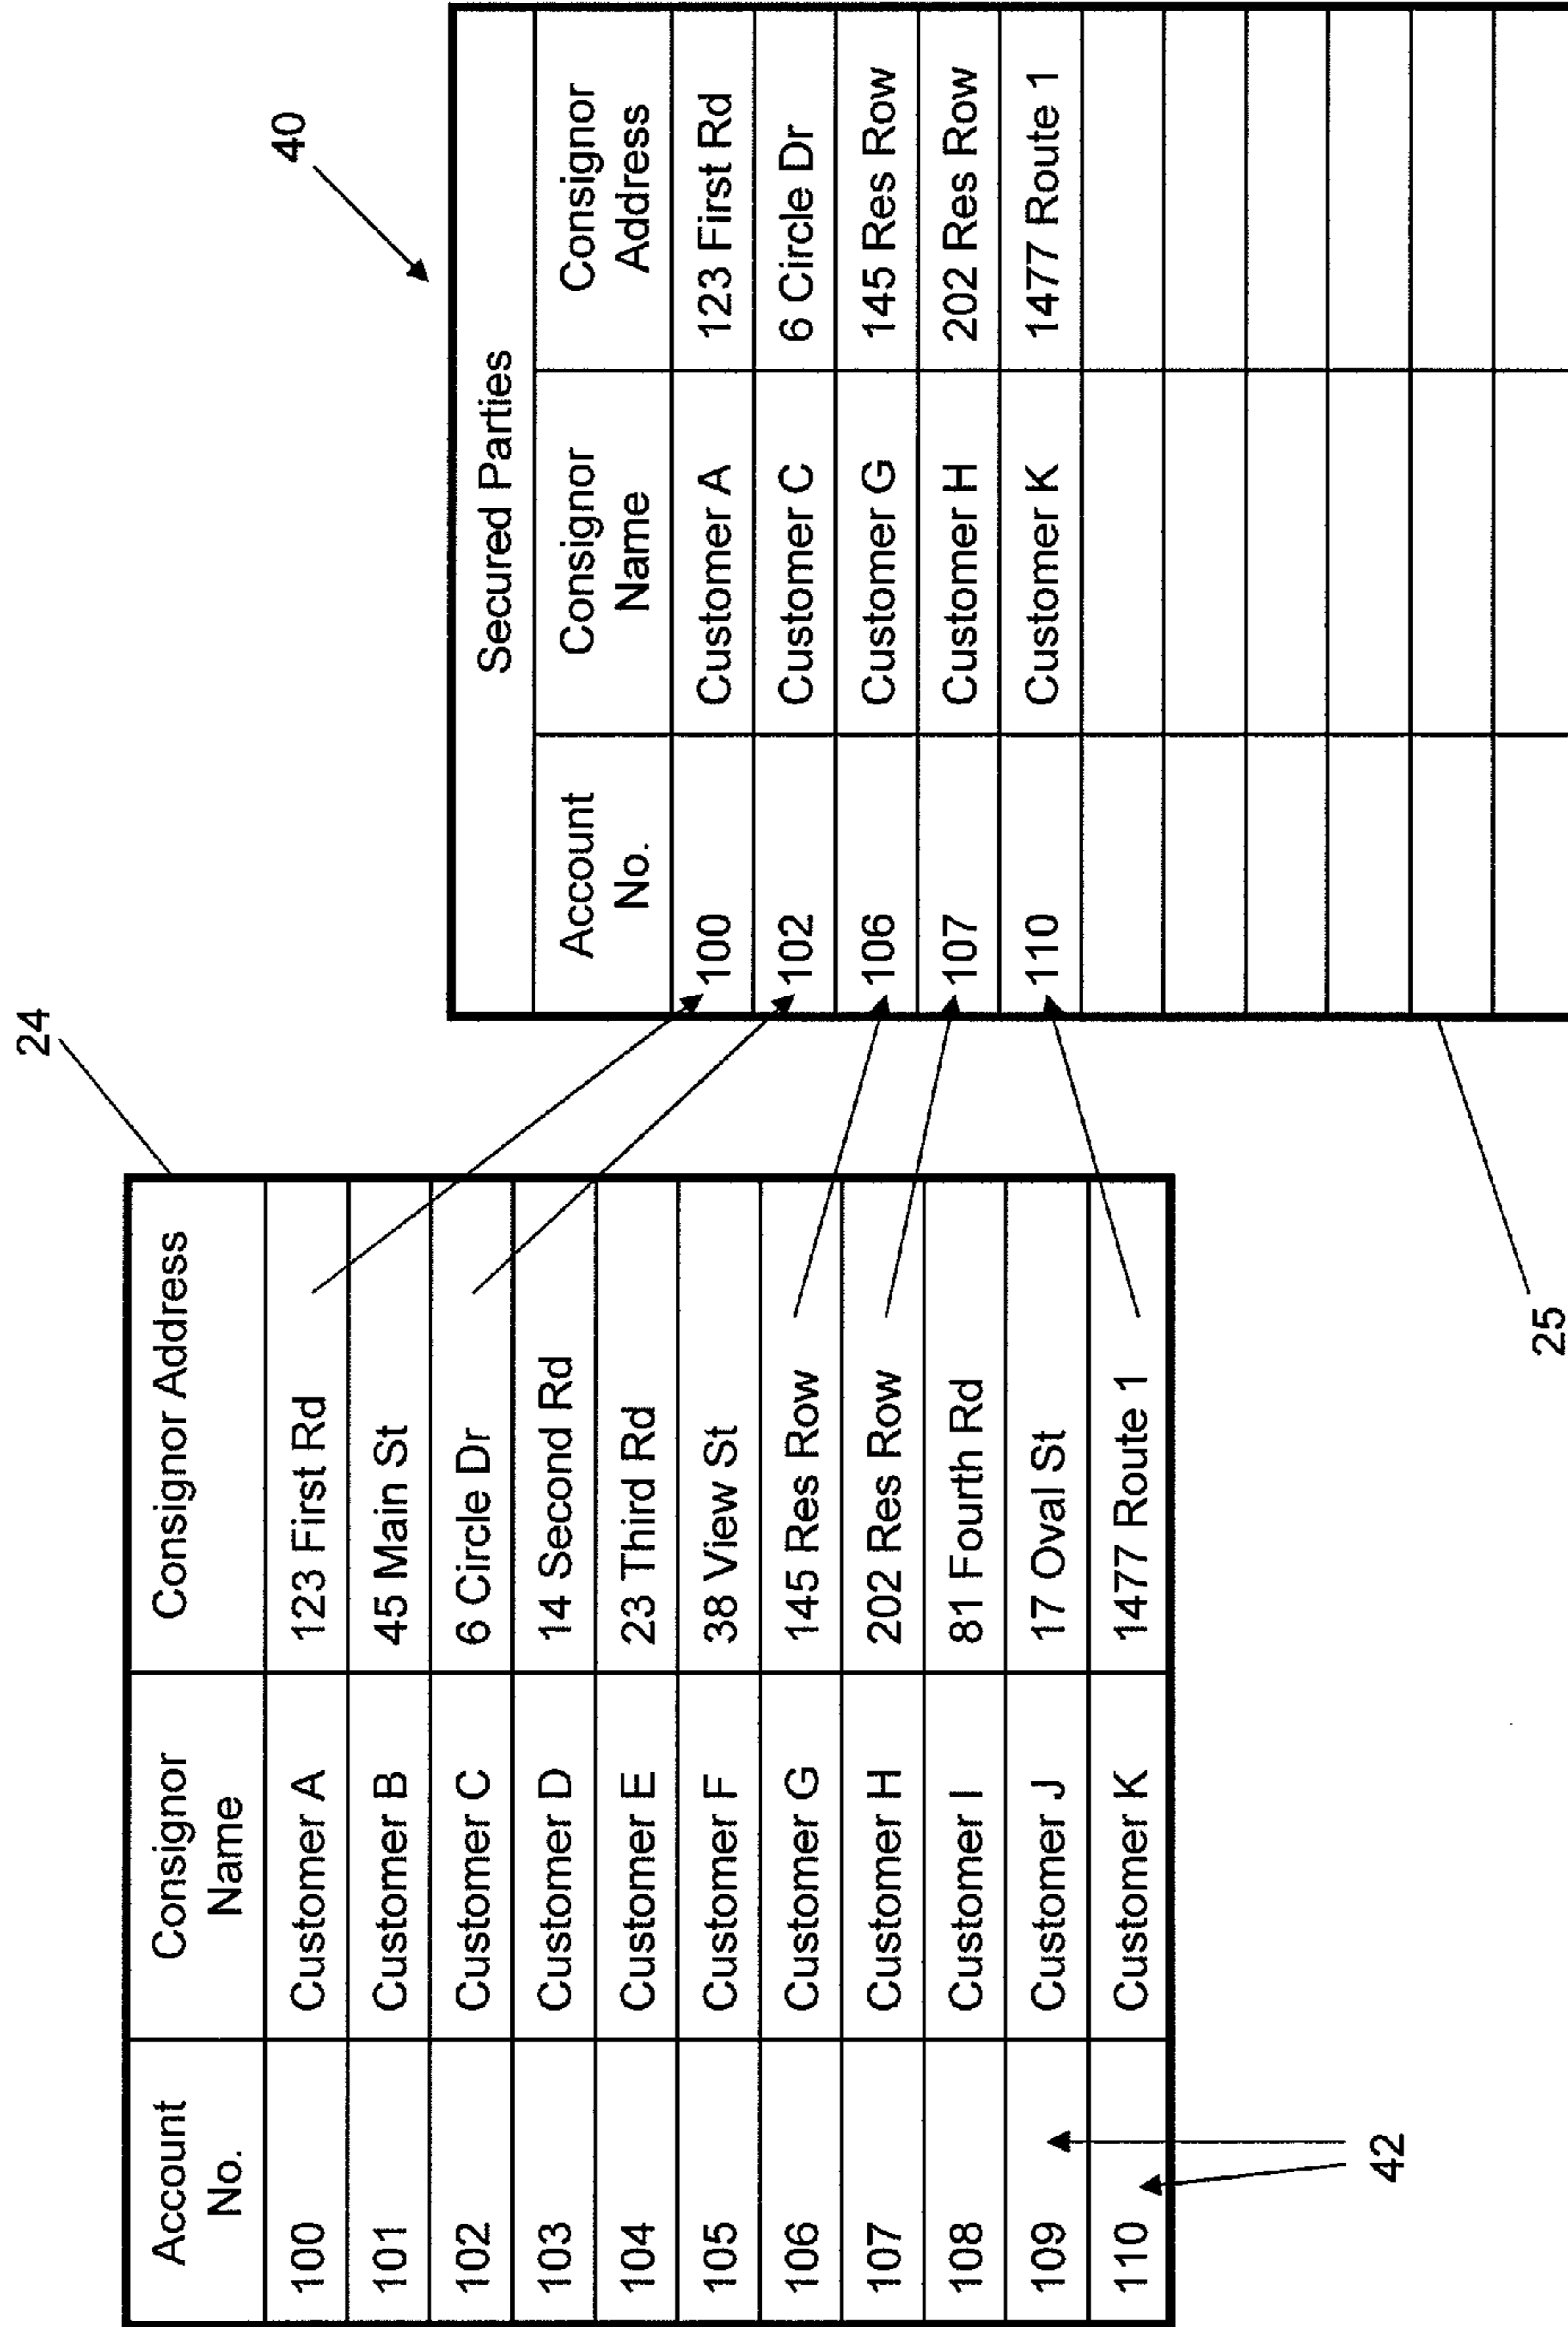 24
Account No. Consignor Name Consignor Address
100 Customer A 123 First Rd
101 Customer B 45 Main St
102 Customer C 6 Circle Dr
103 Customer D 14 Second Rd
104 Customer E 23 Third Rd
105 Customer F 38 View St
106 Customer G 145 Res Row
107 Customer H 202 Res Row
108 Customer I 81 Fourth Rd
109 Customer J 17 Oval St
110 Customer K 1477 Route 1
42
40
Secured Parties
Account No. Consignor Name Consignor Address
100 Customer A 123 First Rd
102 Customer C 6 Circle Dr
106 Customer G 145 Res Row
107 Customer H 202 Res Row
110 Customer K 1477 Route 1
25